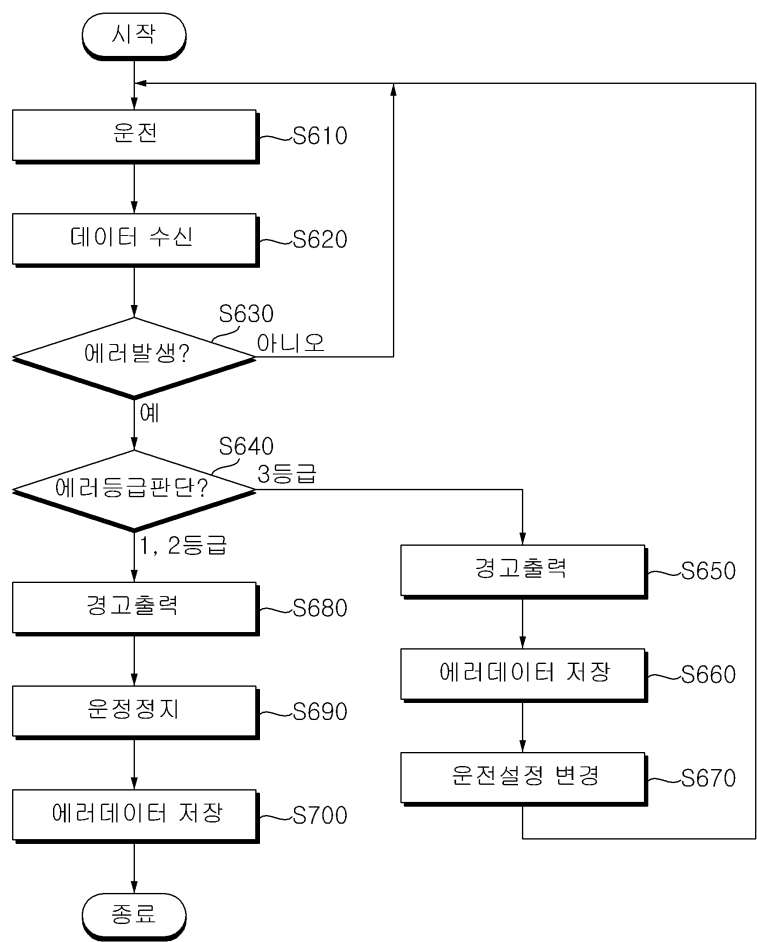 시작
운전
S610
데이터 수신
S620
S630
에러발생?
아니오
예
S640
에러등급판단?
3등급
1, 2등급
경고출력
S650
경고출력
S680
에러데이터 저장
S660
운정정지
S690
운전설정 변경
S670
에러데이터 저장
S700
종료